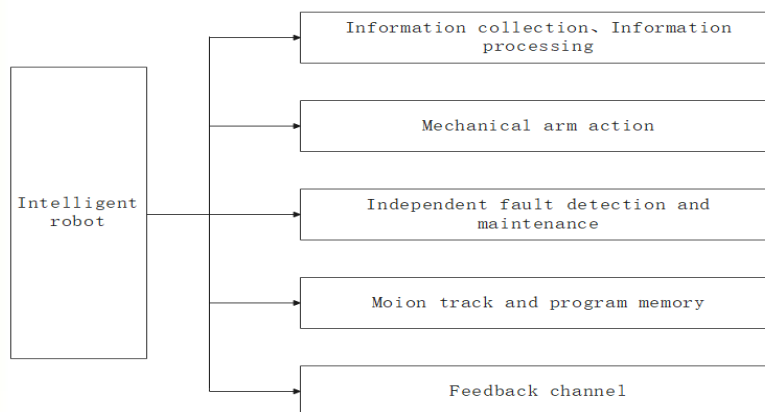 Information collection、Information
processing
Mechanical arm action
Intelligent
robot
Independent fault detection and
maintenance
Moion track and program memory
Feedback channel